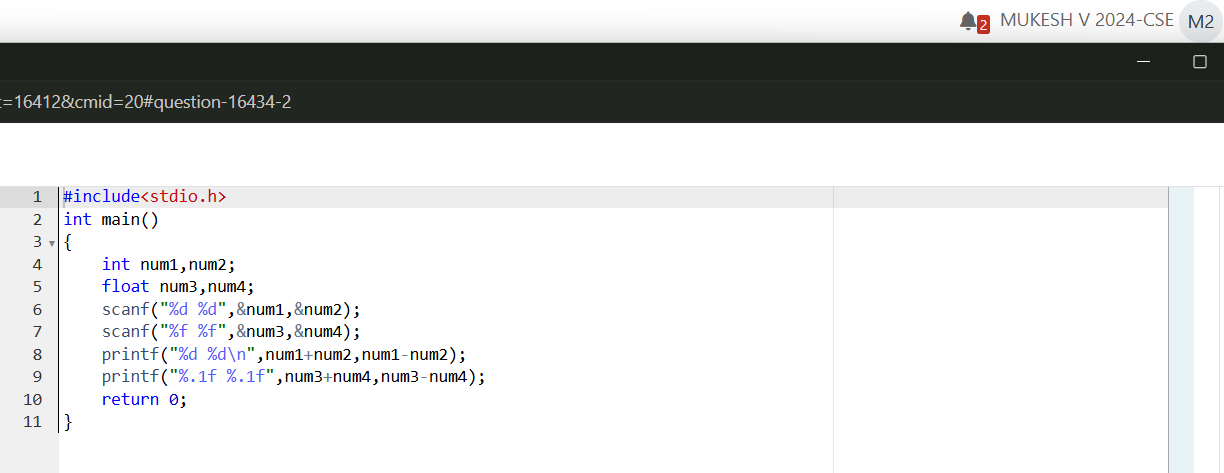 2 MUKESH V 2024-CSE M2
t=16412&cmid=20#question-16434-2
1 #include<stdio.h>
2 int main()
3 {
4 int num1,num2;
5 float num3,num4;
6 scanf("%d %d",&num1,&num2);
7 scanf("%f %f",&num3,&num4);
8 printf("%d %d\n",num1+num2,num1-num2);
9 printf("%.1f %.1f",num3+num4,num3-num4);
10 return 0;
11 }